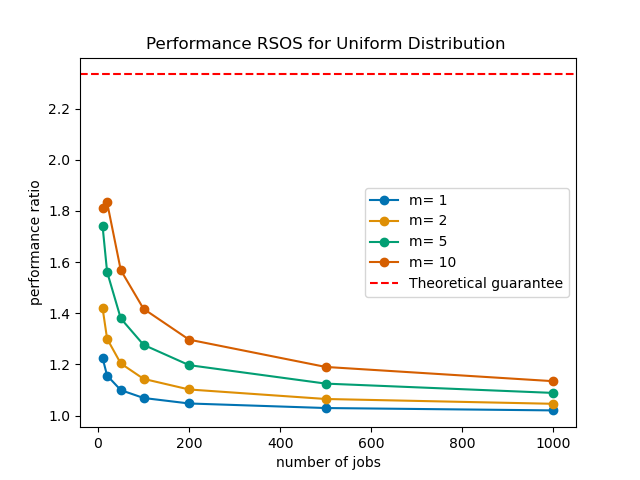 Performance RSOS for Uniform Distribution
performance ratio
2.2
2.0
1.8
1.6
1.4
1.2
1.0
m= 1
m= 2
m= 5
m= 10
Theoretical guarantee
0 200 400 600 800 1000
number of jobs